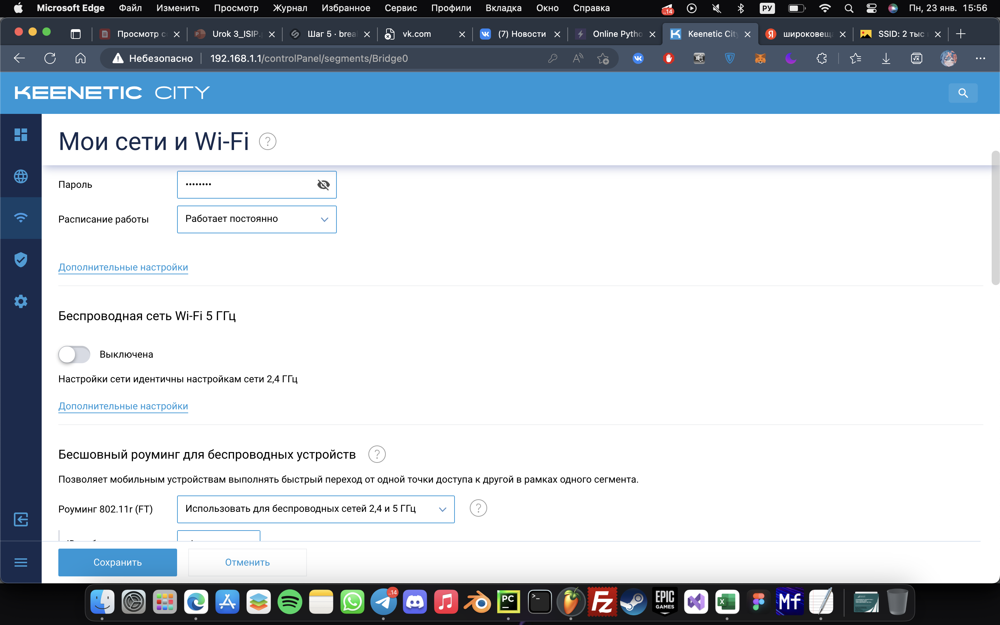 Microsoft Edge Файл Изменить Просмотр Журнал Избранное Сервис Профили Вкладка Окно Справка ..14 РУ Пн, 23 янв. 15:56
Просмотр Urok 3_ISIP. Шаг 5 · brea vk.com (7) Новости Online Pytho Keenetic City широковеща SSID: 2 тыс
Небезопасно 192.168.1.1/controlPanel/segments/Bridge0
KEENETIC CITY
Мои сети и Wi-Fi ?
Пароль ••••••••
Расписание работы Работает постоянно
Дополнительные настройки
Беспроводная сеть Wi-Fi 5 ГГц
Выключена
Настройки сети идентичны настройкам сети 2,4 ГГц
Дополнительные настройки
Бесшовный роуминг для беспроводных устройств ?
Позволяет мобильным устройствам выполнять быстрый переход от одной точки доступа к другой в рамках одного сегмента.
Роуминг 802.11r (FT) Использовать для беспроводных сетей 2,4 и 5 ГГц ?
Сохранить Отменить
..14 PC EPIC GAMES Mf